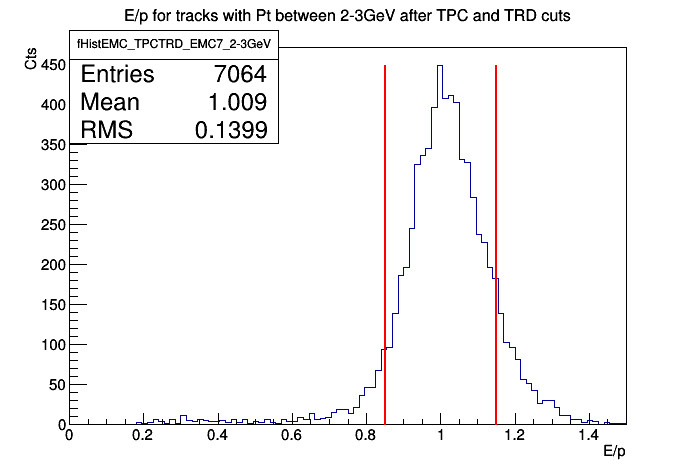 E/p for tracks with Pt between 2-3GeV after TPC and TRD cuts
fHistEMC_TPCTRD_EMC7_2-3GeV
Entries 7064
Mean 1.009
RMS 0.1399
Cts
450
400
350
300
250
200
150
100
50
0
0 0.2 0.4 0.6 0.8 1 1.2 1.4
E/p